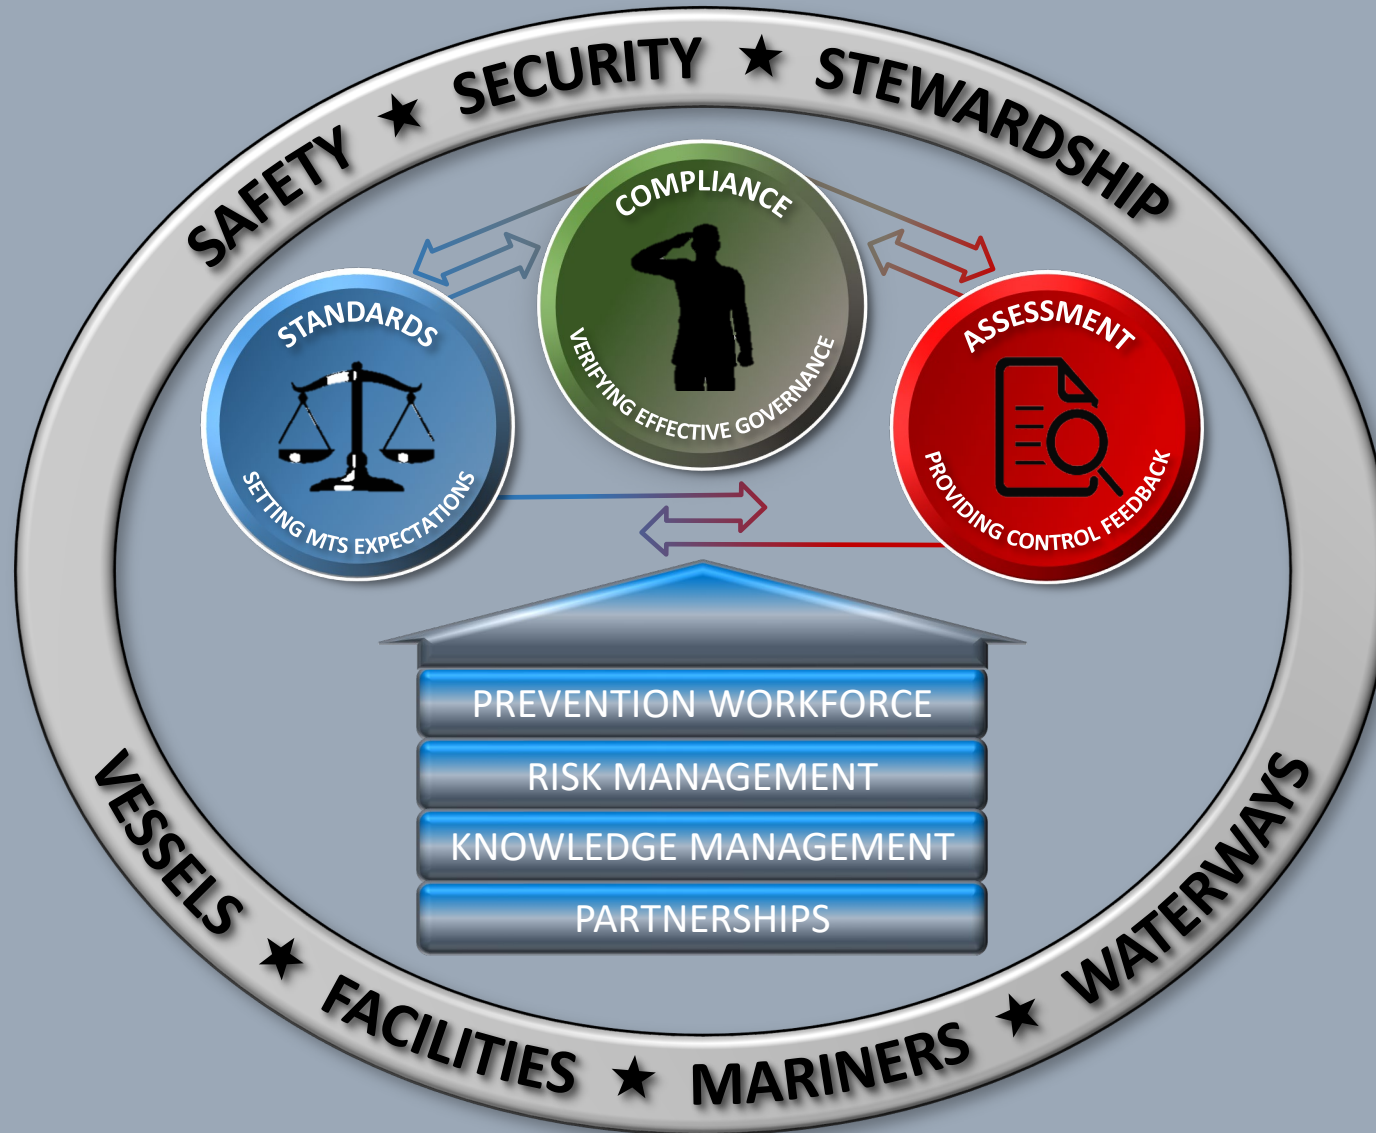 SAFETY ★ SECURITY ★ STEWARDSHIP
COMPLIANCE
VERIFYING EFFECTIVE GOVERNANCE
STANDARDS
SETTING MTS EXPECTATIONS
ASSESSMENT
PROVIDING CONTROL FEEDBACK
PREVENTION WORKFORCE
RISK MANAGEMENT
KNOWLEDGE MANAGEMENT
PARTNERSHIPS
VESSELS ★ FACILITIES ★ MARINERS ★ WATERWAYS